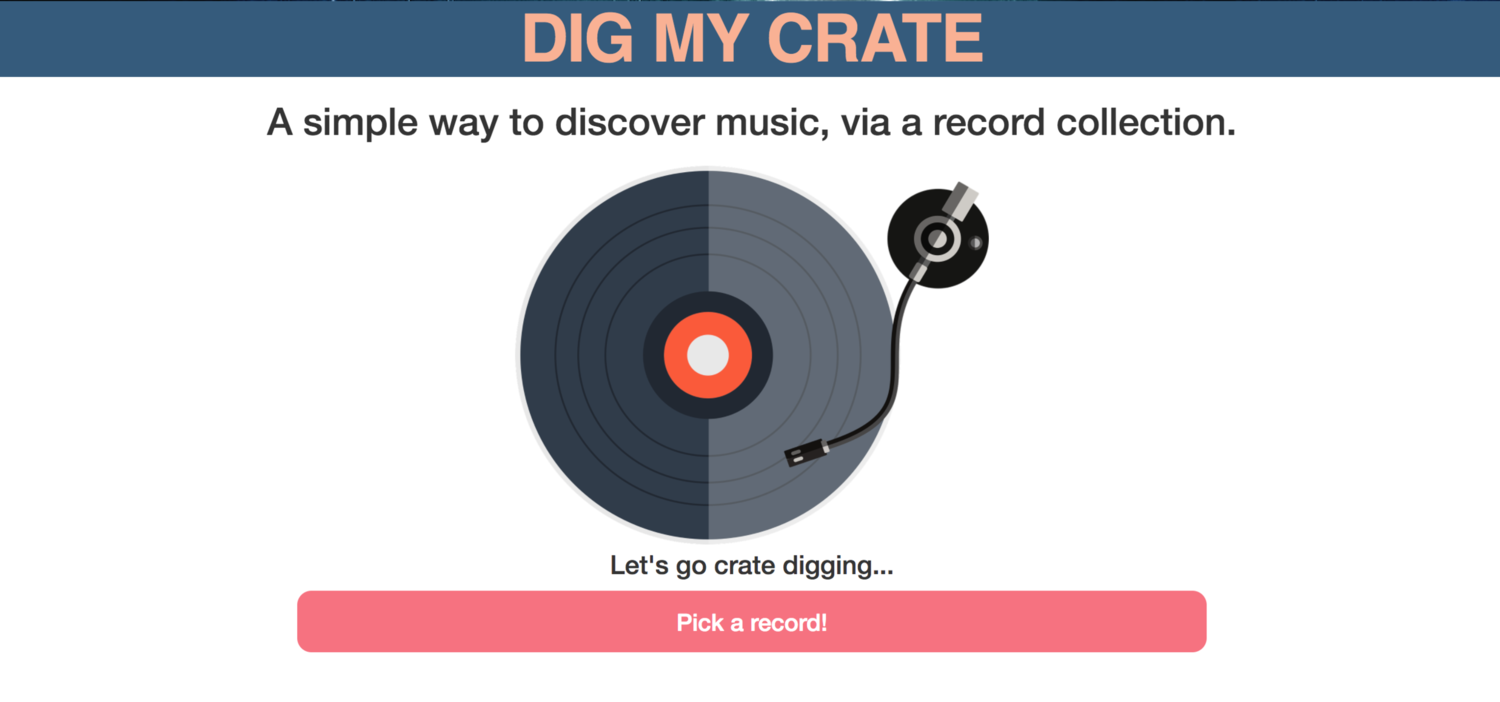 DIG MY CRATE
A simple way to discover music, via a record collection.
Let's go crate digging...
Pick a record!